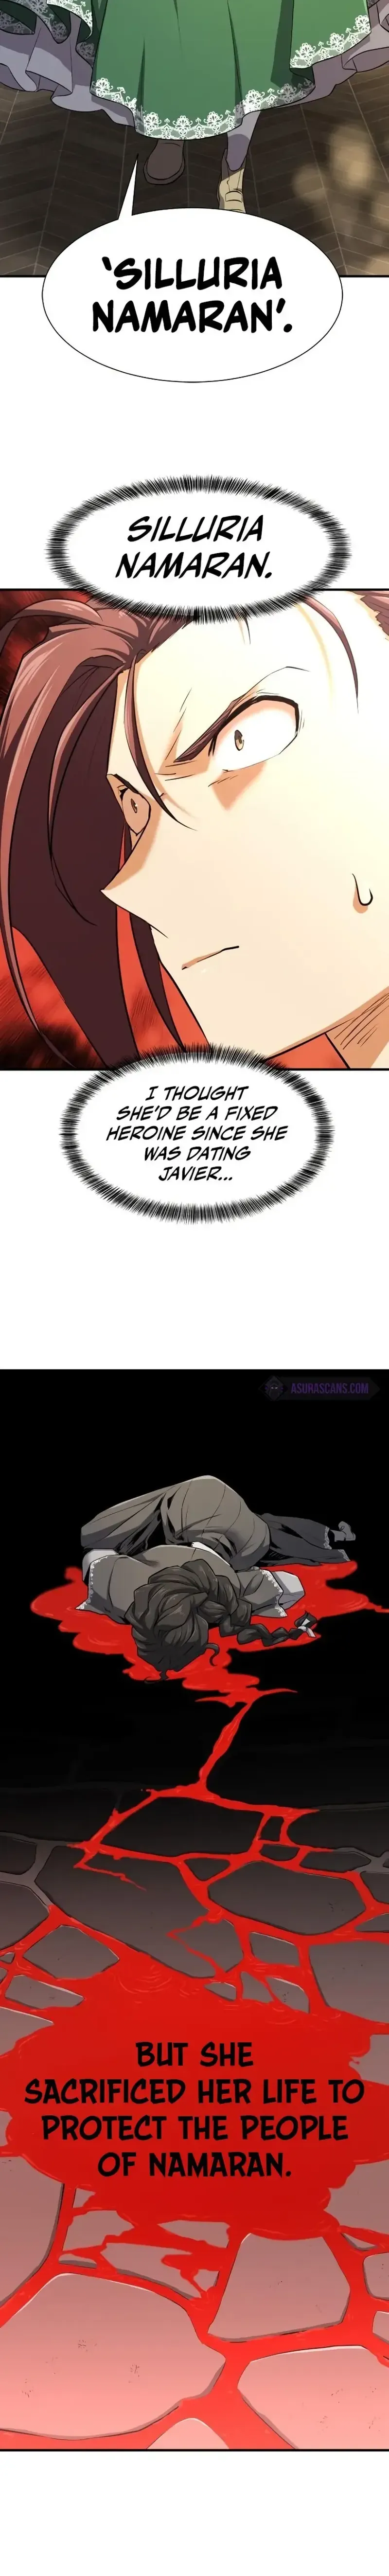 'SILLURIA
NAMARAN'.
SILLURIA
NAMARAN.
I THOUGHT
SHE'D BE A FIXED
HEROINE SINCE SHE
WAS DATING
JAVIER...
ASURASCANS.COM
BUT SHE
SACRIFICED HER LIFE TO
PROTECT THE PEOPLE
OF NAMARAN.